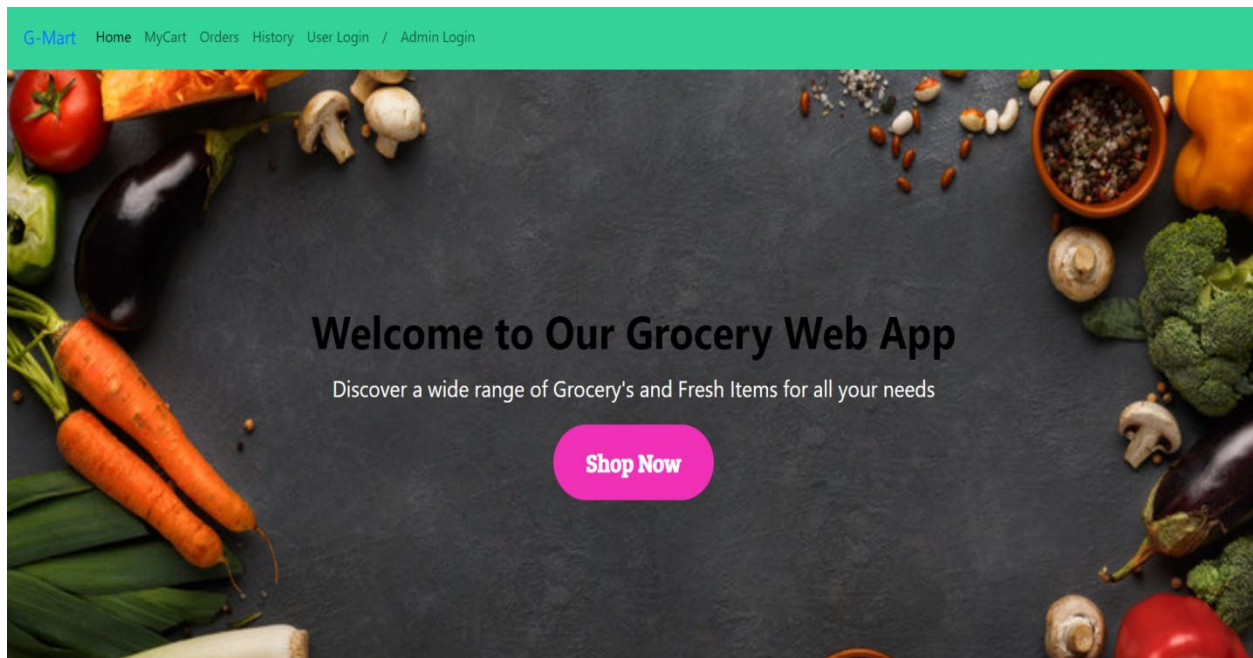 G-Mart Home MyCart Orders History User Login / Admin Login
Welcome to Our Grocery Web App
Discover a wide range of Grocery's and Fresh Items for all your needs
Shop Now